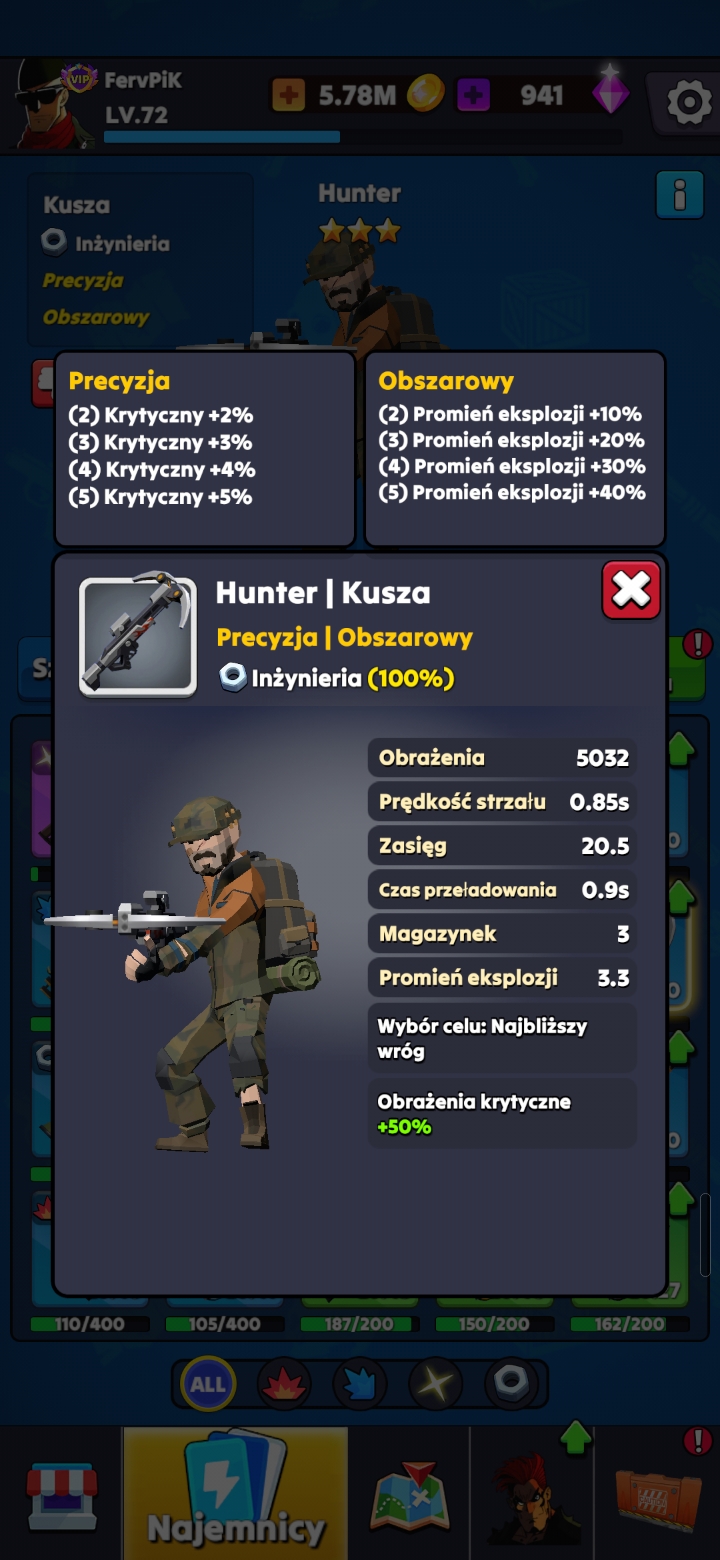 VIP
FervPiK
LV.72
5.78M
941
Kusza
Hunter
Inżynieria
Precyzja
Obszarowy
Precyzja
(2) Krytyczny +2%
(3) Krytyczny +3%
(4) Krytyczny +4%
(5) Krytyczny +5%
Obszarowy
(2) Promień eksplozji +10%
(3) Promień eksplozji +20%
(4) Promień eksplozji +30%
(5) Promień eksplozji +40%
Hunter | Kusza
Precyzja | Obszarowy
Inżynieria (100%)
Obrażenia 5032
Prędkość strzału 0.85s
Zasięg 20.5
Czas przeładowania 0.9s
Magazynek 3
Promień eksplozji 3.3
Wybór celu: Najbliższy
wróg
Obrażenia krytyczne
+50%
110/400 105/400 187/200 150/200 162/200
ALL
Najemnicy